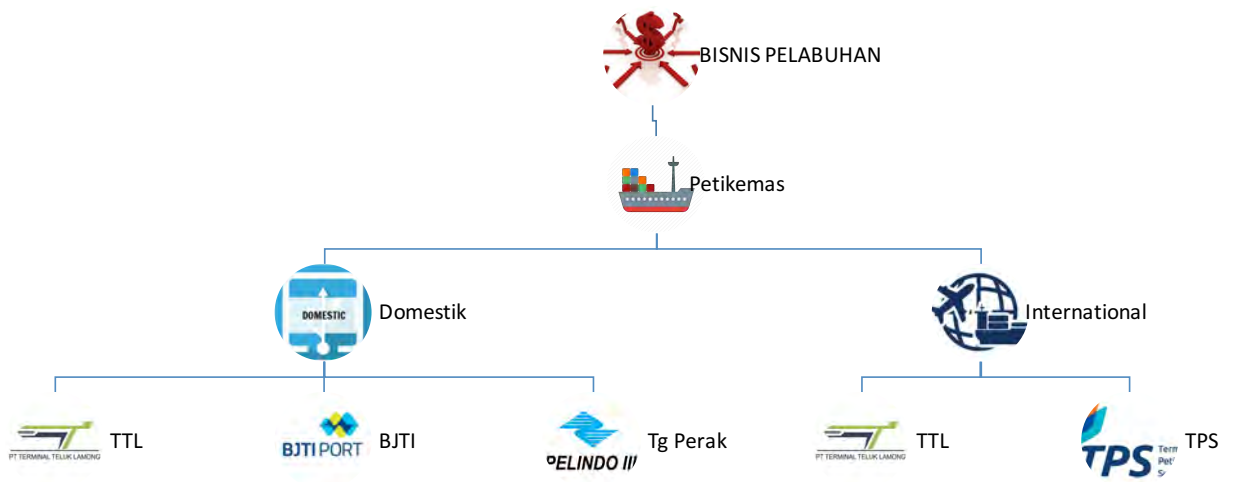 BISNIS PELABUHAN
Petikemas
DOMESTIC
Domestik
International
PT TERMINAL TELUK LAMONG
TTL
BJTI PORT
BJTI
PELINDO III
Tg Perak
PT TERMINAL TELUK LAMONG
TTL
TPS
TPS